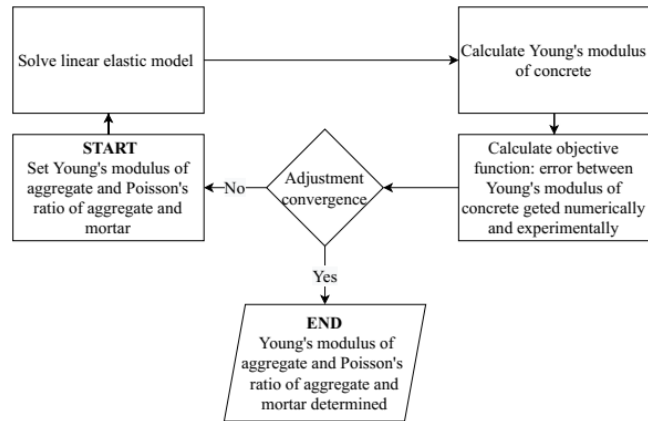 Solve linear elastic model
Calculate Young's modulus
of concrete
START
Set Young's modulus of
aggregate and Poisson's
ratio of aggregate and
mortar
No
Adjustment
convergence
Calculate objective
function: error between
Young's modulus of
concrete geted numerically
and experimentally
Yes
END
Young's modulus of
aggregate and Poisson's
ratio of aggregate and
mortar determined